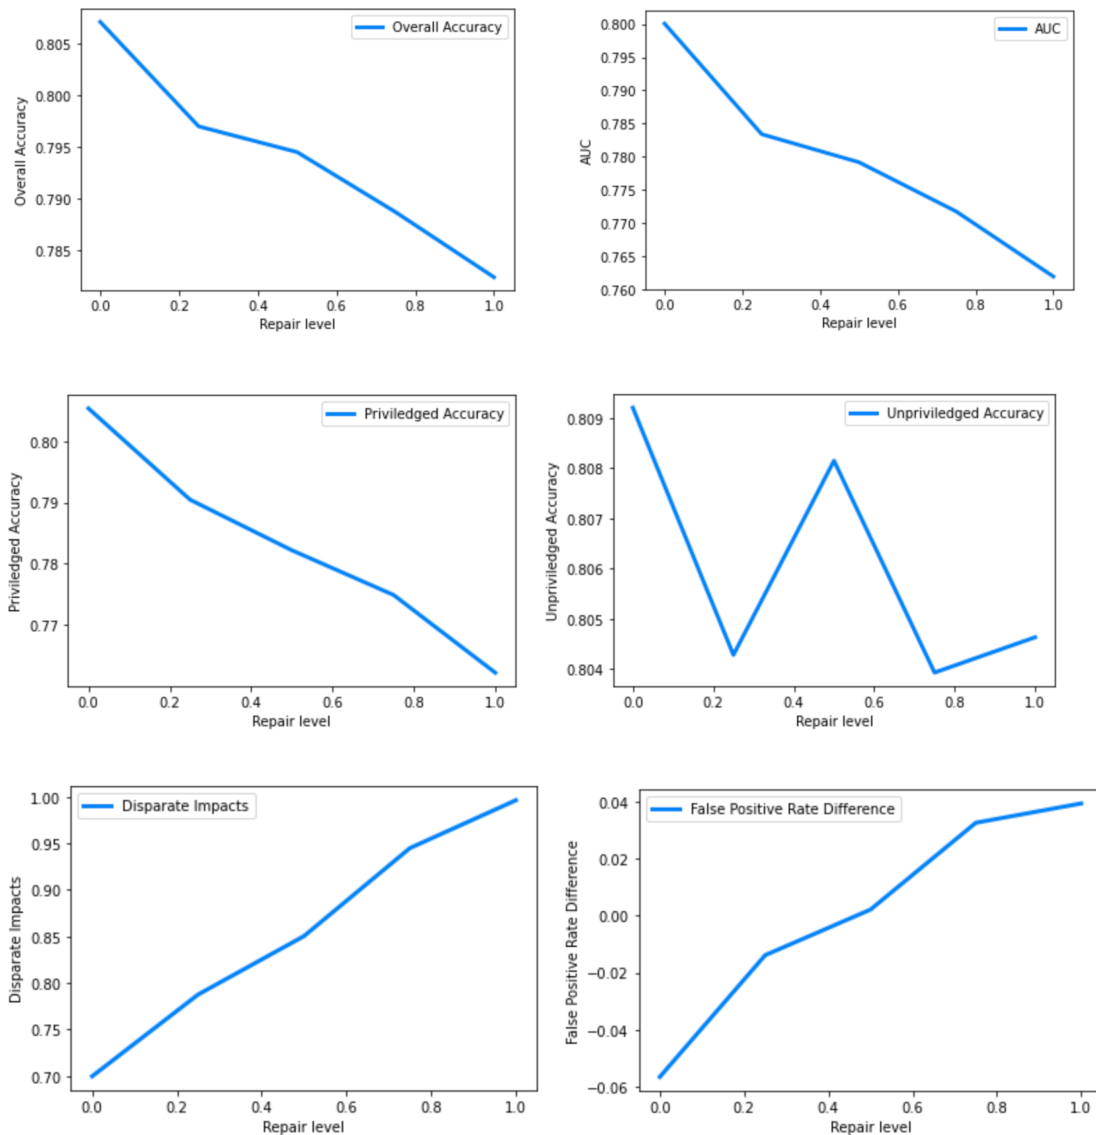 Overall Accuracy
Overall Accuracy
0.805
0.800
0.795
0.790
0.785
0.0 0.2 0.4 0.6 0.8 1.0
Repair level
AUC
AUC
0.800
0.795
0.790
0.785
0.780
0.775
0.770
0.765
0.760
0.0 0.2 0.4 0.6 0.8 1.0
Repair level
Priviledged Accuracy
Priviledged Accuracy
0.80
0.79
0.78
0.77
0.0 0.2 0.4 0.6 0.8 1.0
Repair level
Unpriviledged Accuracy
Unpriviledged Accuracy
0.809
0.808
0.807
0.806
0.805
0.804
0.0 0.2 0.4 0.6 0.8 1.0
Repair level
Disparate Impacts
Disparate Impacts
1.00
0.95
0.90
0.85
0.80
0.75
0.70
0.0 0.2 0.4 0.6 0.8 1.0
Repair level
False Positive Rate Difference
False Positive Rate Difference
0.04
0.02
0.00
−0.02
−0.04
−0.06
0.0 0.2 0.4 0.6 0.8 1.0
Repair level